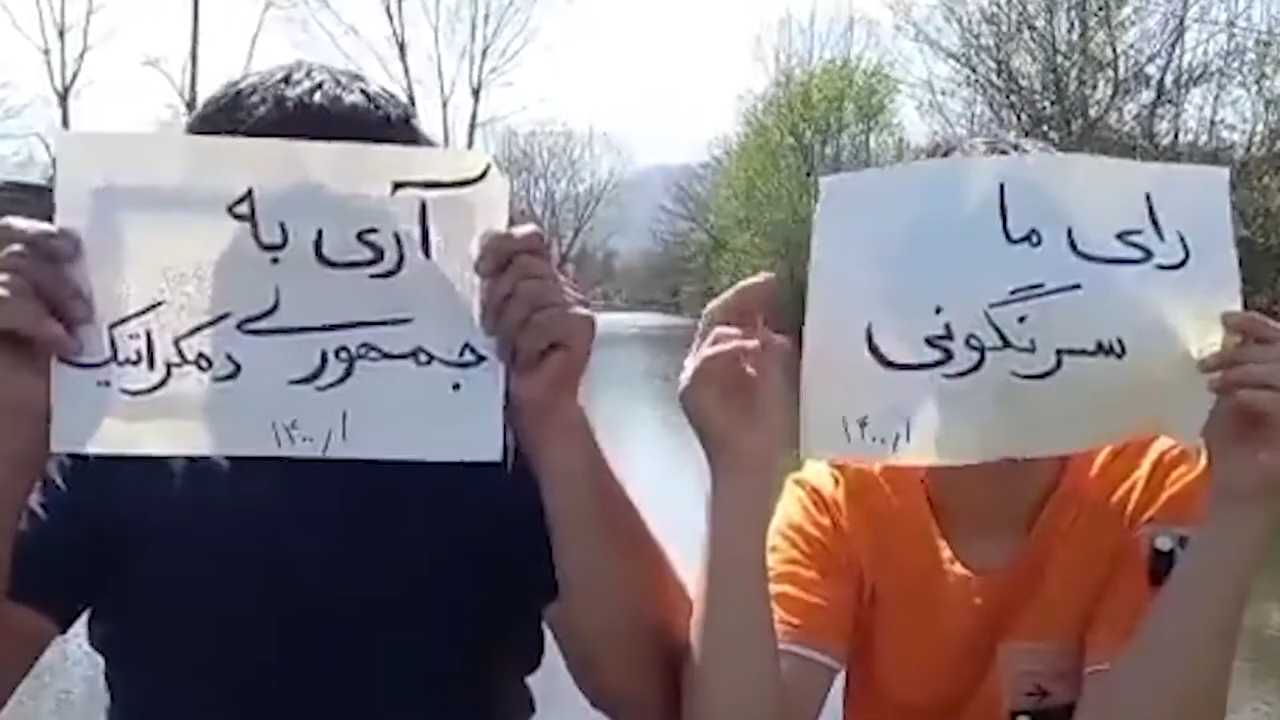 آری به
جمهوری دمکراتیک
۱۴۰۰٫۱
رای ما
سرنگونی
۱۴۰۰٫۱